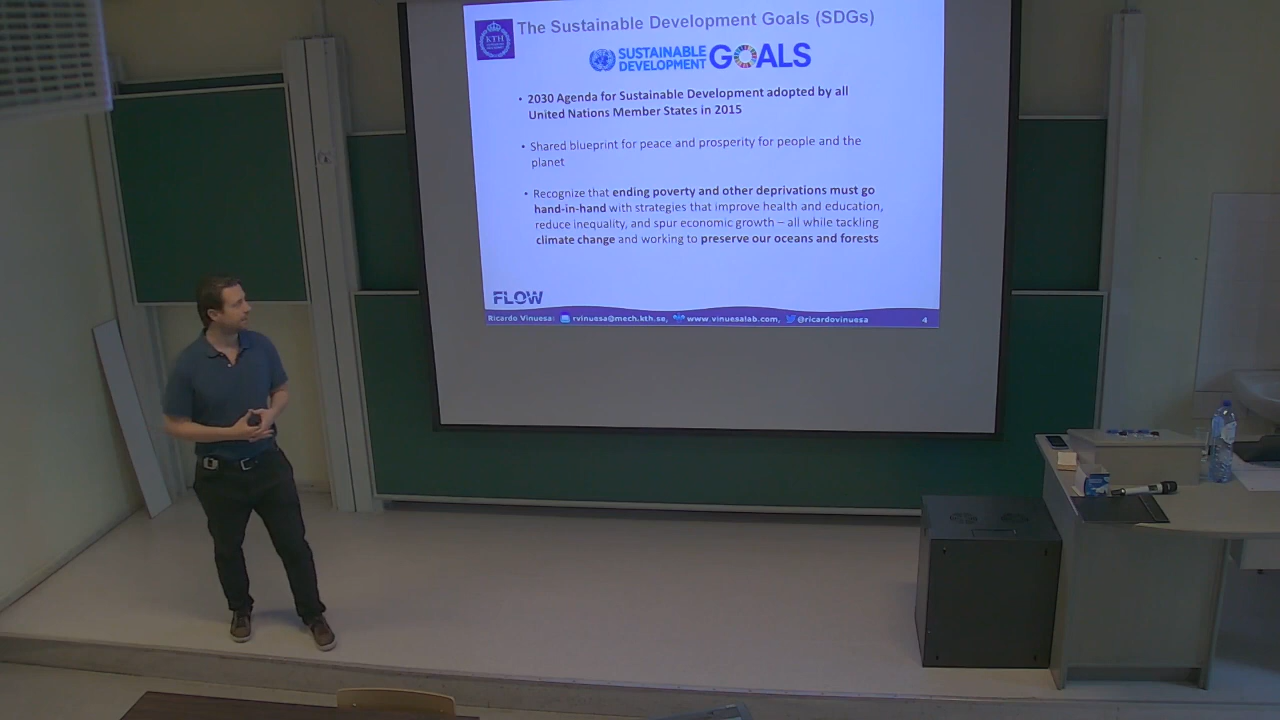 The Sustainable Development Goals (SDGs)
KTH
SUSTAINABLE
DEVELOPMENT
GOALS
• 2030 Agenda for Sustainable Development adopted by all
United Nations Member States in 2015
• Shared blueprint for peace and prosperity for people and the
planet
• Recognize that ending poverty and other deprivations must go
hand-in-hand with strategies that improve health and education,
reduce inequality, and spur economic growth – all while tackling
climate change and working to preserve our oceans and forests
FLOW
Ricardo Vinuesa: rvinuesa@mech.kth.se, www.vinuesalab.com, @ricardovinuesa 4